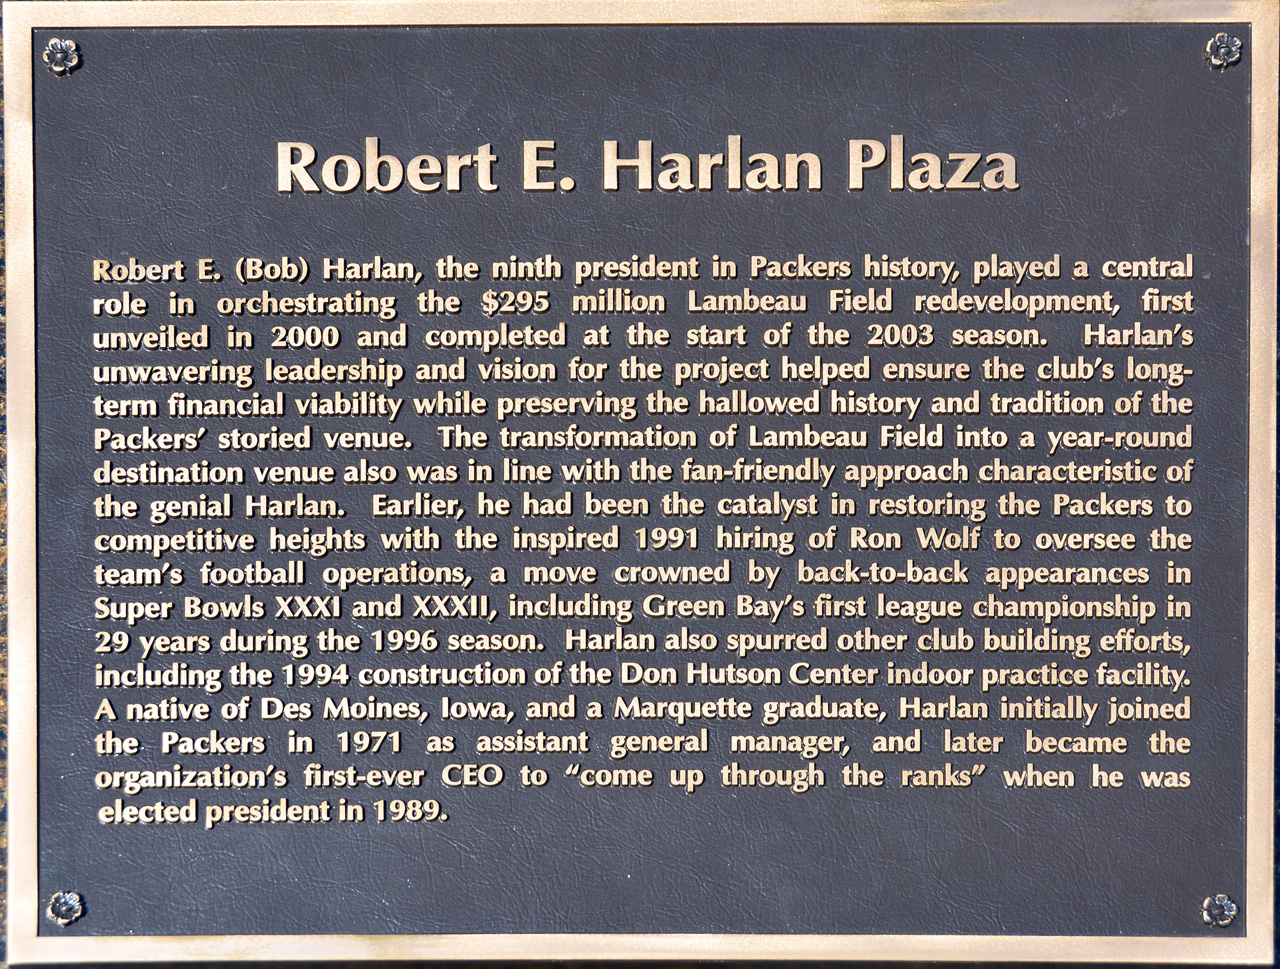 Robert E. Harlan Plaza
Robert E. (Bob) Harlan, the ninth president in Packers history, played a central
role in orchestrating the $295 million Lambeau Field redevelopment, first
unveiled in 2000 and completed at the start of the 2003 season. Harlan's
unwavering leadership and vision for the project helped ensure the club's long-
term financial viability while preserving the hallowed history and tradition of the
Packers' storied venue. The transformation of Lambeau Field into a year-round
destination venue also was in line with the fan-friendly approach characteristic of
the genial Harlan. Earlier, he had been the catalyst in restoring the Packers to
competitive heights with the inspired 1991 hiring of Ron Wolf to oversee the
team's football operations, a move crowned by back-to-back appearances in
Super Bowls XXXI and XXXII, including Green Bay's first league championship in
29 years during the 1996 season. Harlan also spurred other club building efforts,
including the 1994 construction of the Don Hutson Center indoor practice facility.
A native of Des Moines, Iowa, and a Marquette graduate, Harlan initially joined
the Packers in 1971 as assistant general manager, and later became the
organization's first-ever CEO to "come up through the ranks" when he was
elected president in 1989.